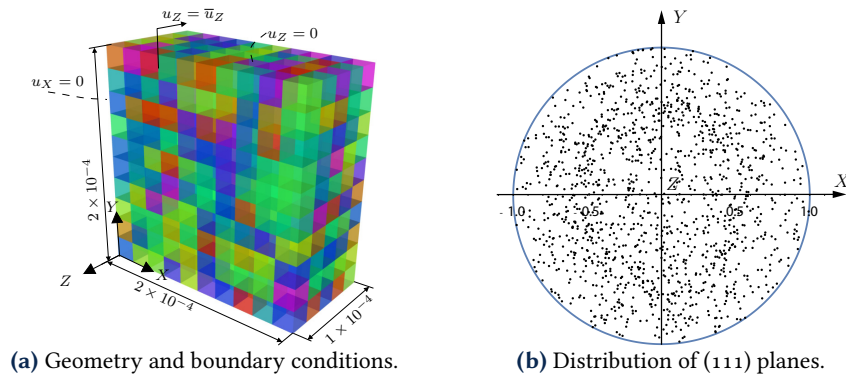 u_Z = ū_Z
u_Z = 0
u_X = 0
2 × 10⁻⁴
Y
Z
X
2 × 10⁻⁴
1 × 10⁻⁴
(a) Geometry and boundary conditions.
Y
X
Z
-1.0
-0.5
0.5
1.0
(b) Distribution of (111) planes.